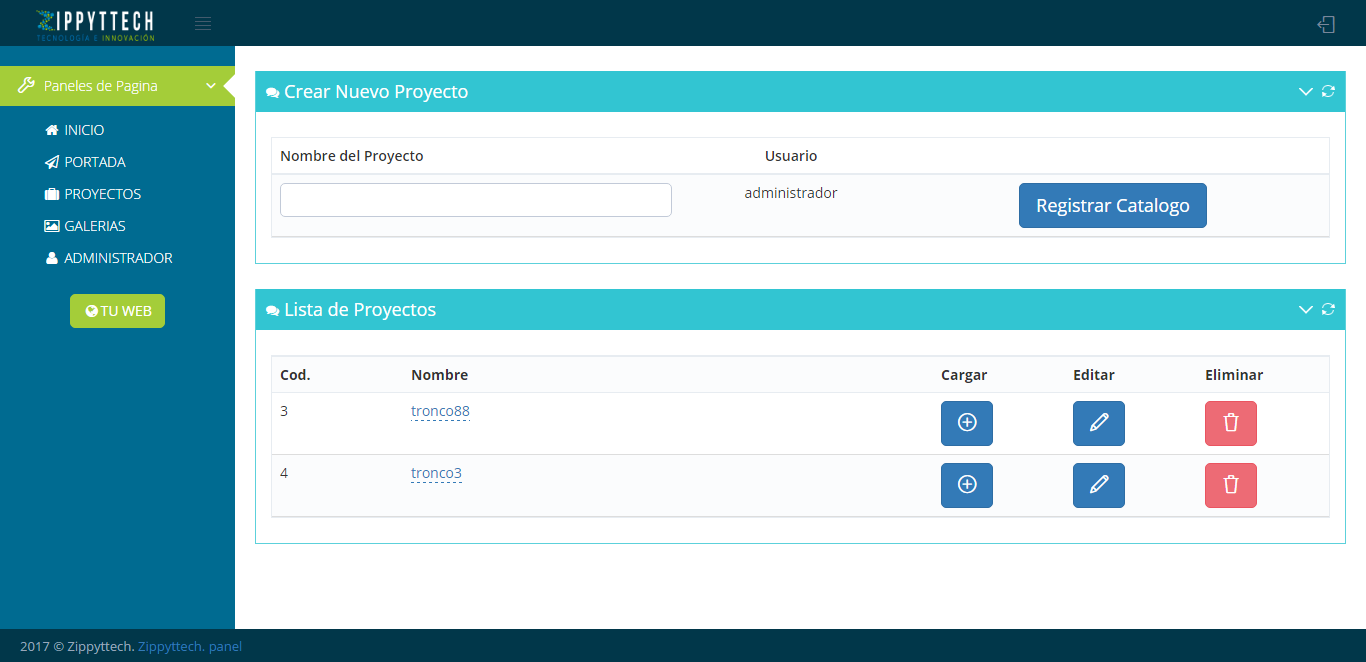 ZIPPYTTECH
TECNOLOGÍA E INNOVACIÓN
Paneles de Pagina
INICIO
PORTADA
PROYECTOS
GALERIAS
ADMINISTRADOR
TU WEB
Crear Nuevo Proyecto
Nombre del Proyecto Usuario
administrador Registrar Catalogo
Lista de Proyectos
Cod. Nombre Cargar Editar Eliminar
3 tronco88
4 tronco3
2017 © Zippyttech. Zippyttech. panel